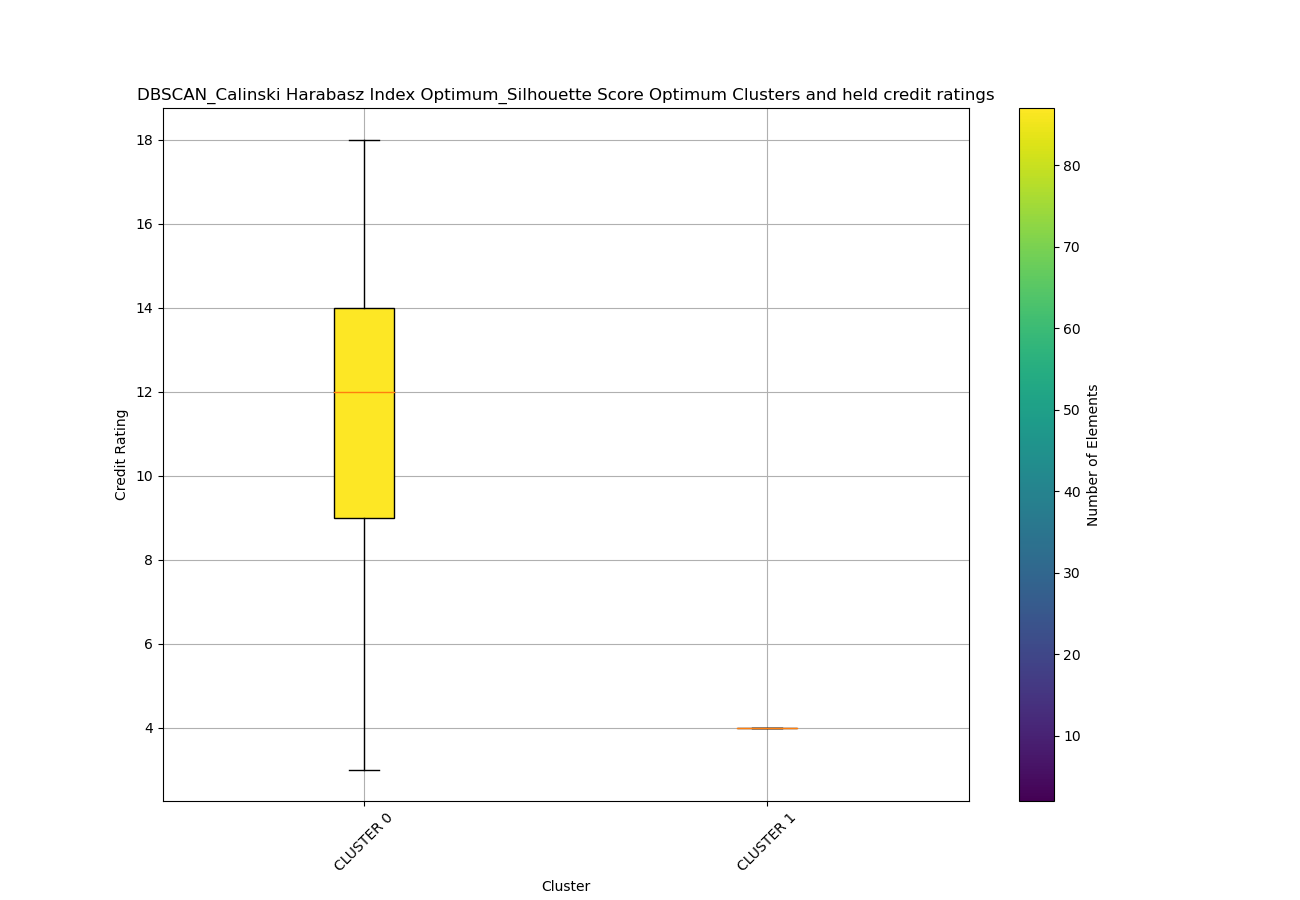 DBSCAN_Calinski Harabasz Index Optimum_Silhouette Score Optimum Clusters and held credit ratings
18
16
14
12
10
8
6
4
Credit Rating
CLUSTER 0
CLUSTER 1
Cluster
80
70
60
50
40
30
20
10
Number of Elements